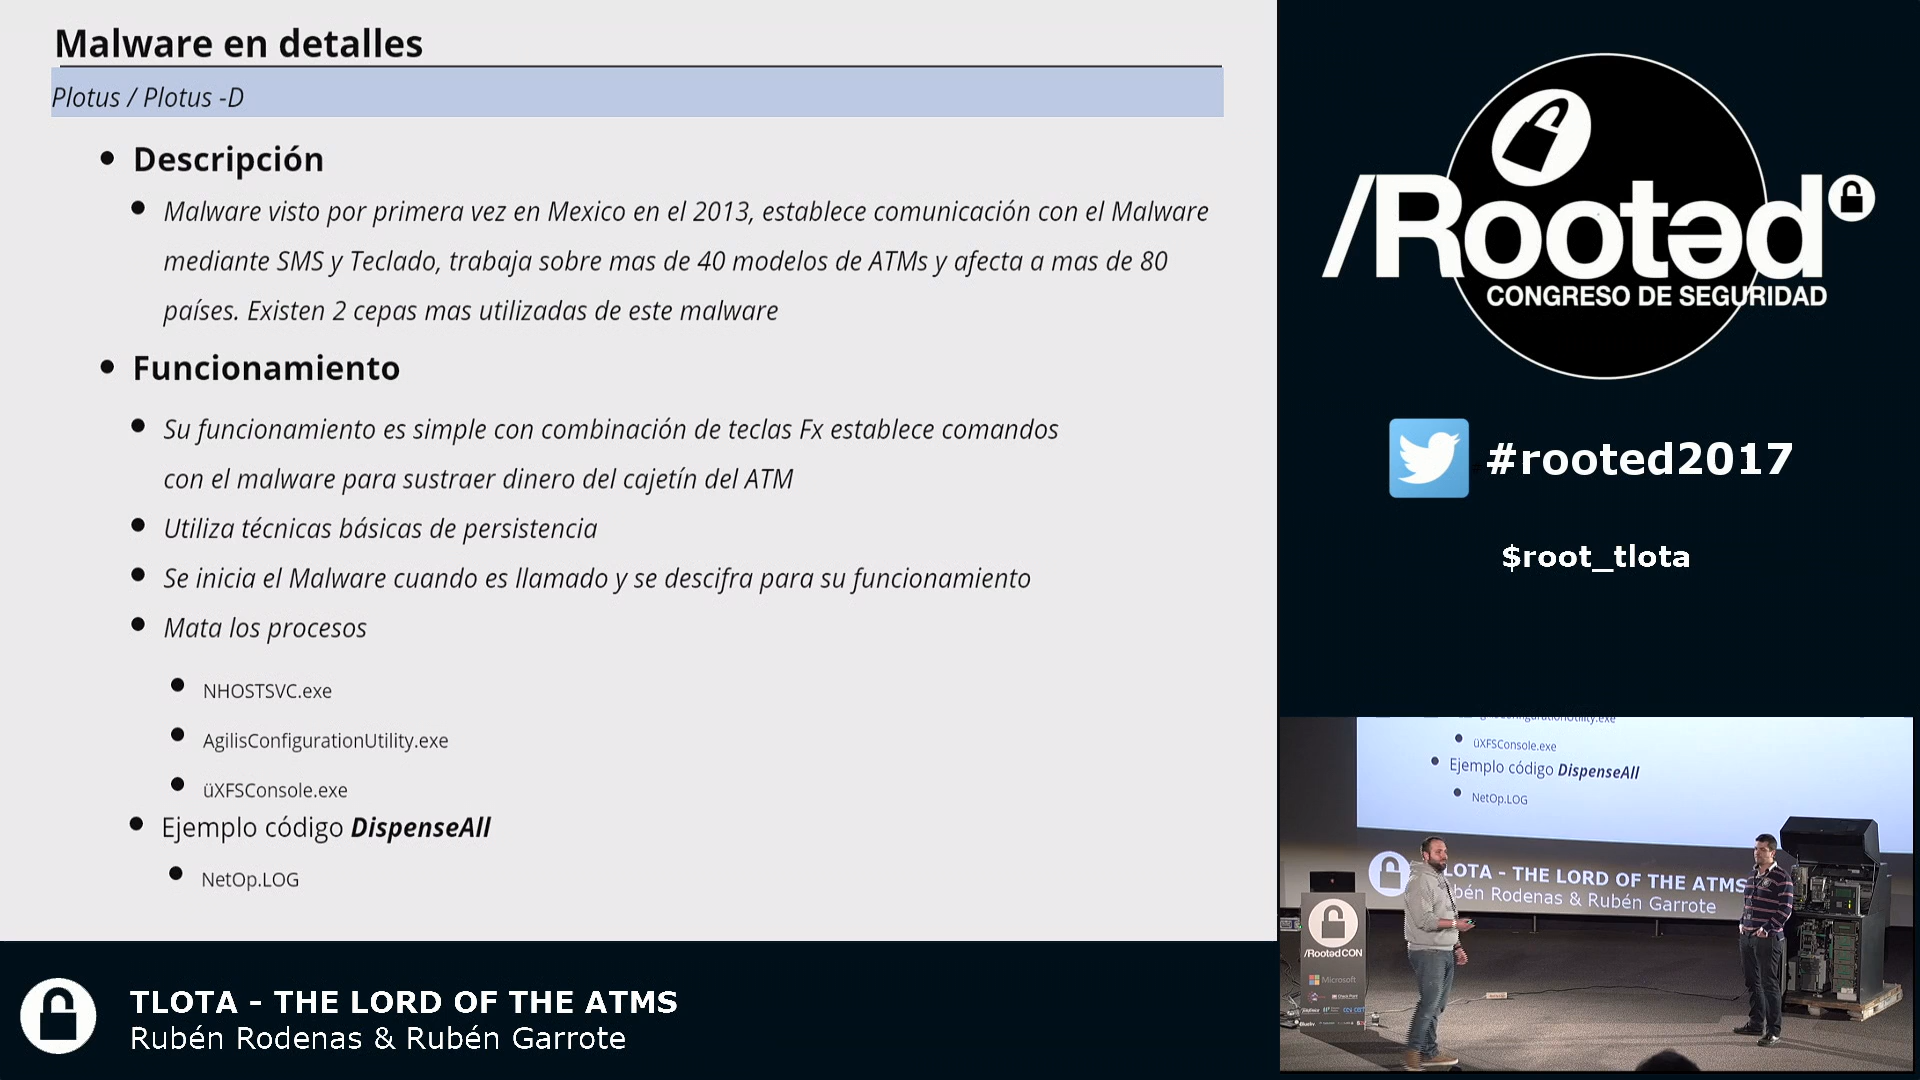 Malware en detalles
Plotus / Plotus -D
Descripción
Malware visto por primera vez en Mexico en el 2013, establece comunicación con el Malware
mediante SMS y Teclado, trabaja sobre mas de 40 modelos de ATMs y afecta a mas de 80
países. Existen 2 cepas mas utilizadas de este malware
Funcionamiento
Su funcionamiento es simple con combinación de teclas Fx establece comandos
con el malware para sustraer dinero del cajetín del ATM
Utiliza técnicas básicas de persistencia
Se inicia el Malware cuando es llamado y se descifra para su funcionamiento
Mata los procesos
NHOSTSVC.exe
AgilisConfigurationUtility.exe
üXFSConsole.exe
Ejemplo código DispenseAll
NetOp.LOG
TLOTA - THE LORD OF THE ATMS
Rubén Rodenas & Rubén Garrote
/Rootəd
CONGRESO DE SEGURIDAD
#rooted2017
$root_tlota
üXFSConsole.exe
Ejemplo código DispenseAll
NetOp.LOG
LOTA - THE LORD OF THE ATMS
bén Rodenas & Rubén Garrote
/RootədCON
Microsoft